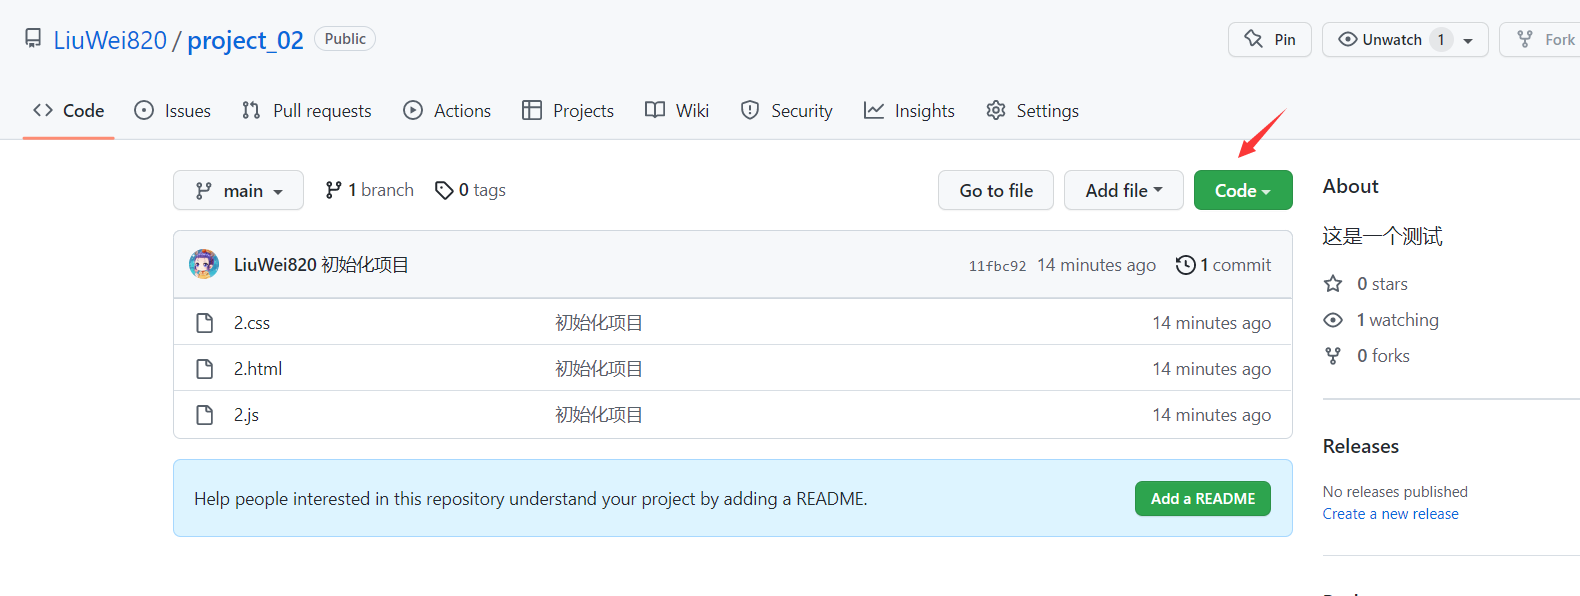 LiuWei820 / project_02 Public
Pin Unwatch 1 Fork
Code Issues Pull requests Actions Projects Wiki Security Insights Settings
main 1 branch 0 tags Go to file Add file Code
LiuWei820 初始化项目 11fbc92 14 minutes ago 1 commit
2.css 初始化项目 14 minutes ago
2.html 初始化项目 14 minutes ago
2.js 初始化项目 14 minutes ago
Help people interested in this repository understand your project by adding a README. Add a README
About
这是一个测试
0 stars
1 watching
0 forks
Releases
No releases published
Create a new release